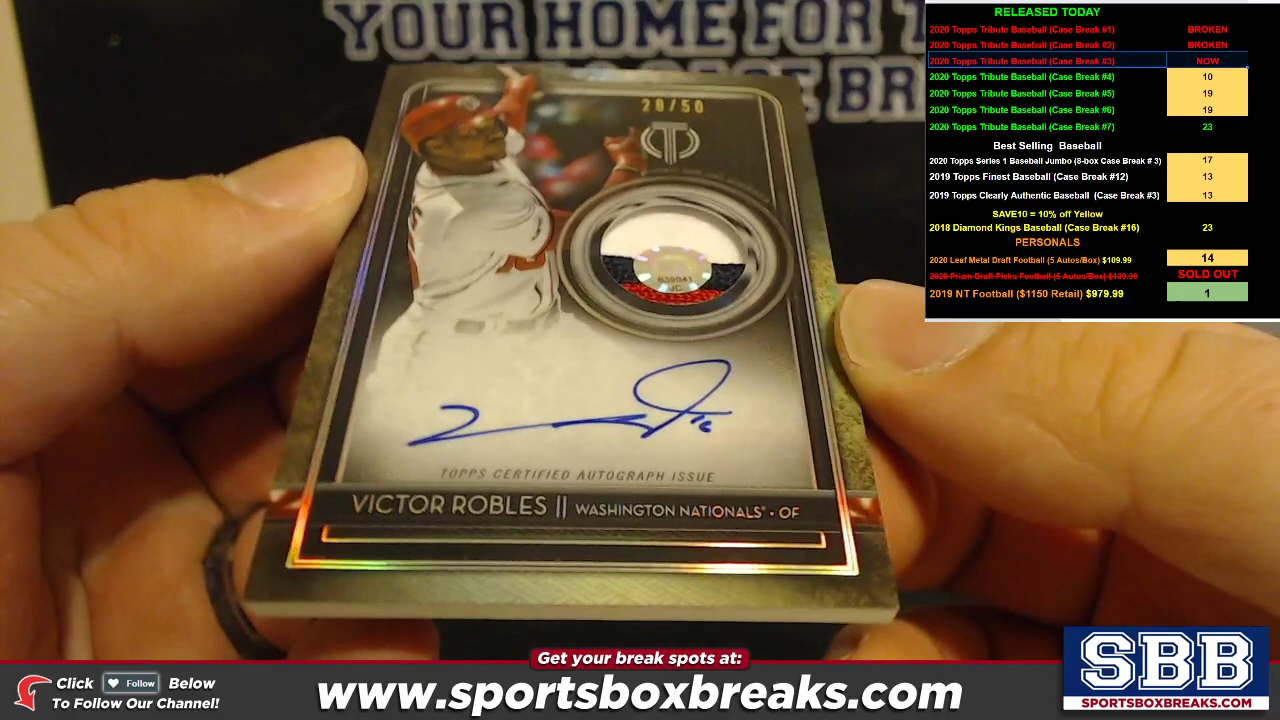 YOUR HOME FOR T
BR
RELEASED TODAY
2020 Topps Tribute Baseball (Case Break #1) BROKEN
2020 Topps Tribute Baseball (Case Break #2) BROKEN
2020 Topps Tribute Baseball (Case Break #3) NOW
2020 Topps Tribute Baseball (Case Break #4) 10
2020 Topps Tribute Baseball (Case Break #5) 19
2020 Topps Tribute Baseball (Case Break #6) 19
2020 Topps Tribute Baseball (Case Break #7) 23
Best Selling Baseball
2020 Topps Series 1 Baseball Jumbo (8-box Case Break # 3) 17
2019 Topps Finest Baseball (Case Break #12) 13
2019 Topps Clearly Authentic Baseball (Case Break #3) 13
SAVE10 = 10% off Yellow
2018 Diamond Kings Baseball (Case Break #16) 23
PERSONALS
2020 Leaf Metal Draft Football (5 Autos/Box) $109.99 14
2020 Prizm Draft Picks Football (5 Autos/Box) $139.99 SOLD OUT
2019 NT Football ($1150 Retail) $979.99 1
20/50
TOPPS CERTIFIED AUTOGRAPH ISSUE
VICTOR ROBLES || WASHINGTON NATIONALS • OF
Get your break spots at:
Click Follow Below
To Follow Our Channel!
www.sportsboxbreaks.com
SBB
SPORTSBOXBREAKS.COM